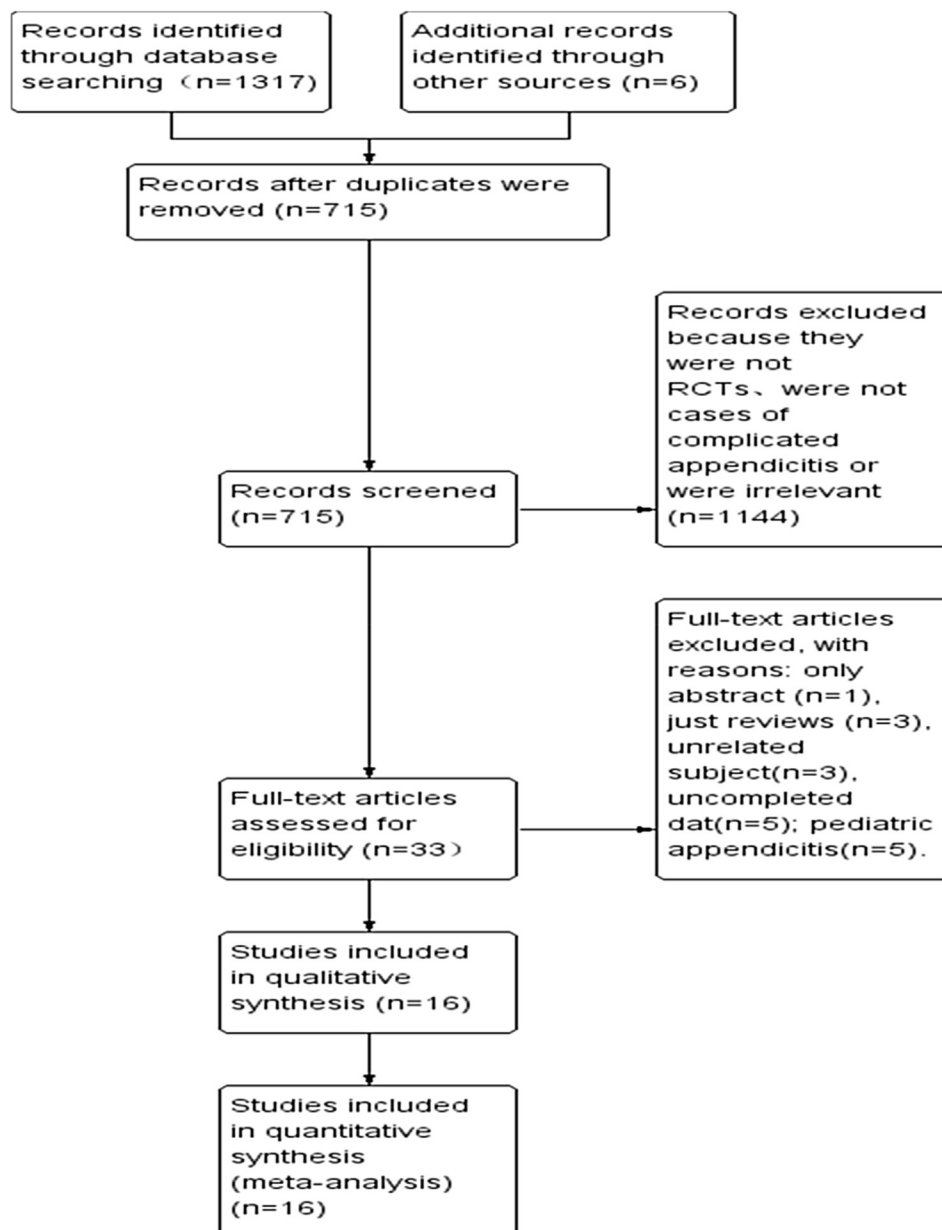 Records identified
through database
searching（n=1317)
Additional records
identified through
other sources (n=6)
Records after duplicates were
removed (n=715)
Records excluded
because they
were not
RCTs、were not
cases of
complicated
appendicitis or
were irrelevant
(n=1144)
Records screened
(n=715)
Full-text articles
excluded, with
reasons: only
abstract (n=1),
just reviews (n=3),
unrelated
subject(n=3),
uncompleted
dat(n=5); pediatric
appendicitis(n=5).
Full-text articles
assessed for
eligibility (n=33）
Studies included
in qualitative
synthesis (n=16)
Studies included
in quantitative
synthesis
(meta-analysis)
(n=16)